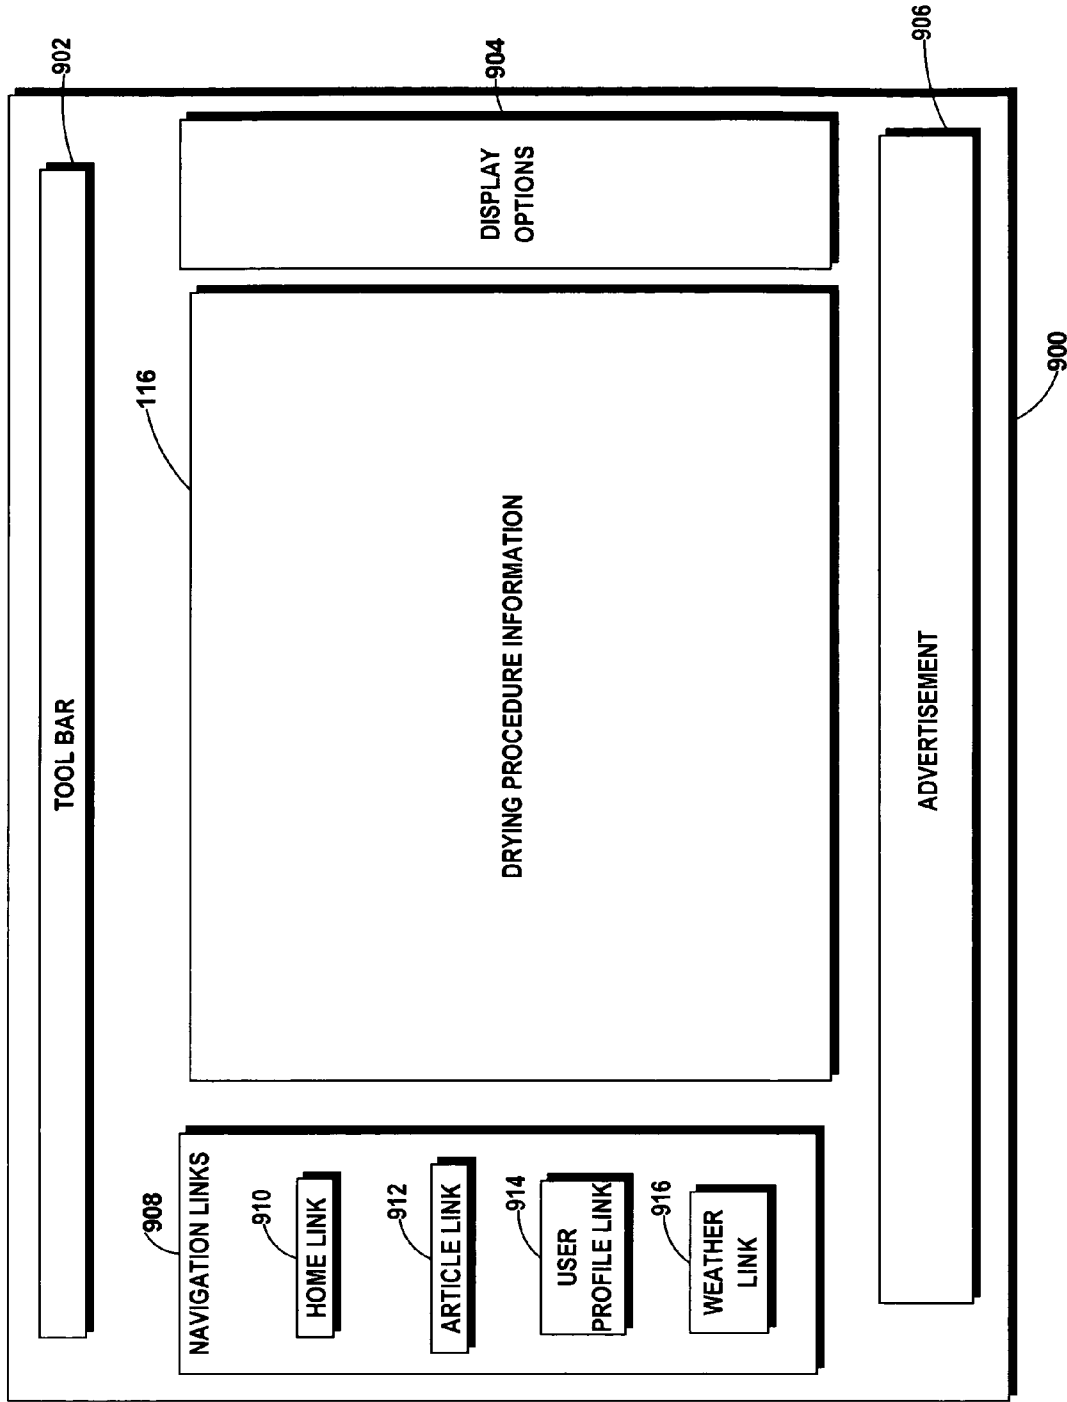 902
TOOL BAR
908
NAVIGATION LINKS
910
HOME LINK
912
ARTICLE LINK
914
USER
PROFILE LINK
916
WEATHER
LINK
116
DRYING PROCEDURE INFORMATION
904
DISPLAY
OPTIONS
906
ADVERTISEMENT
900